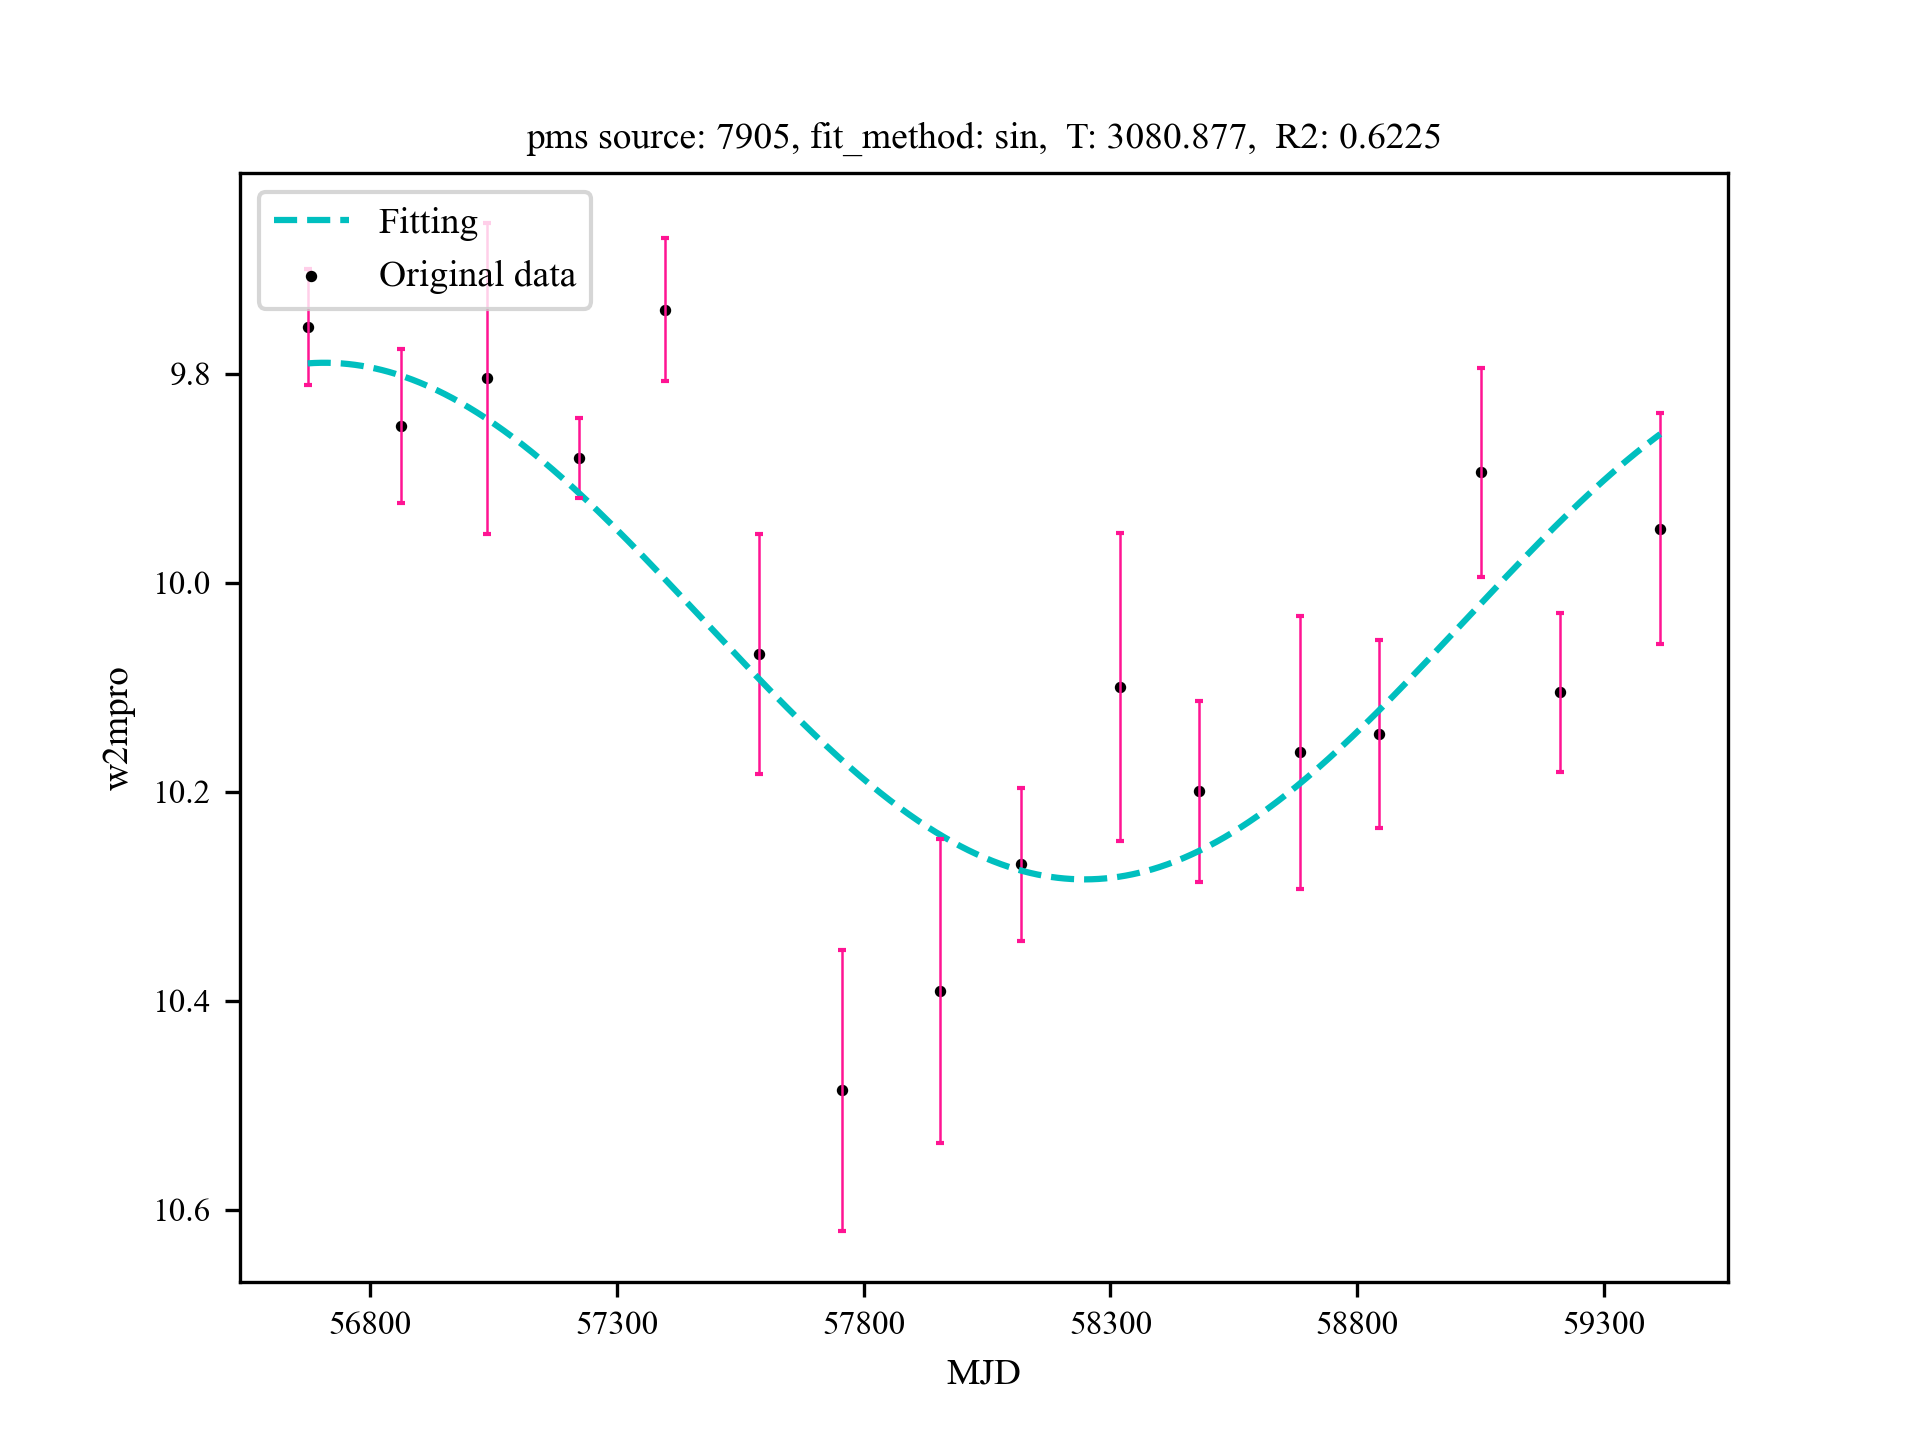 pms source: 7905, fit_method: sin,  T: 3080.877,  R2: 0.6225
Fitting
Original data
9.8
10.0
10.2
10.4
10.6
w2mpro
56800 57300 57800 58300 58800 59300
MJD